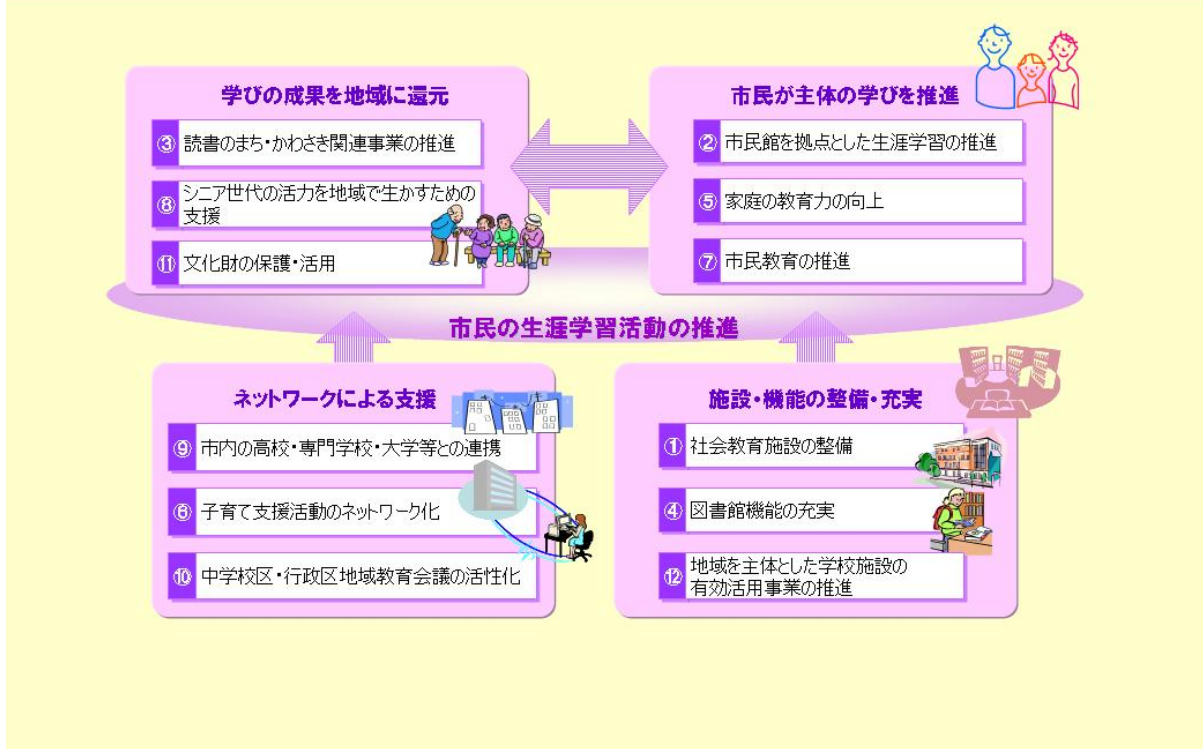 学びの成果を地域に還元
③ 読書のまち・かわさき関連事業の推進
⑧ シニア世代の活力を地域で生かすための
支援
⑪ 文化財の保護・活用
市民が主体の学びを推進
② 市民館を拠点とした生涯学習の推進
⑤ 家庭の教育力の向上
⑦ 市民教育の推進
市民の生涯学習活動の推進
ネットワークによる支援
⑨ 市内の高校・専門学校・大学等との連携
⑥ 子育て支援活動のネットワーク化
⑩ 中学校区・行政区地域教育会議の活性化
施設・機能の整備・充実
① 社会教育施設の整備
④ 図書館機能の充実
⑫ 地域を主体とした学校施設の
有効活用事業の推進